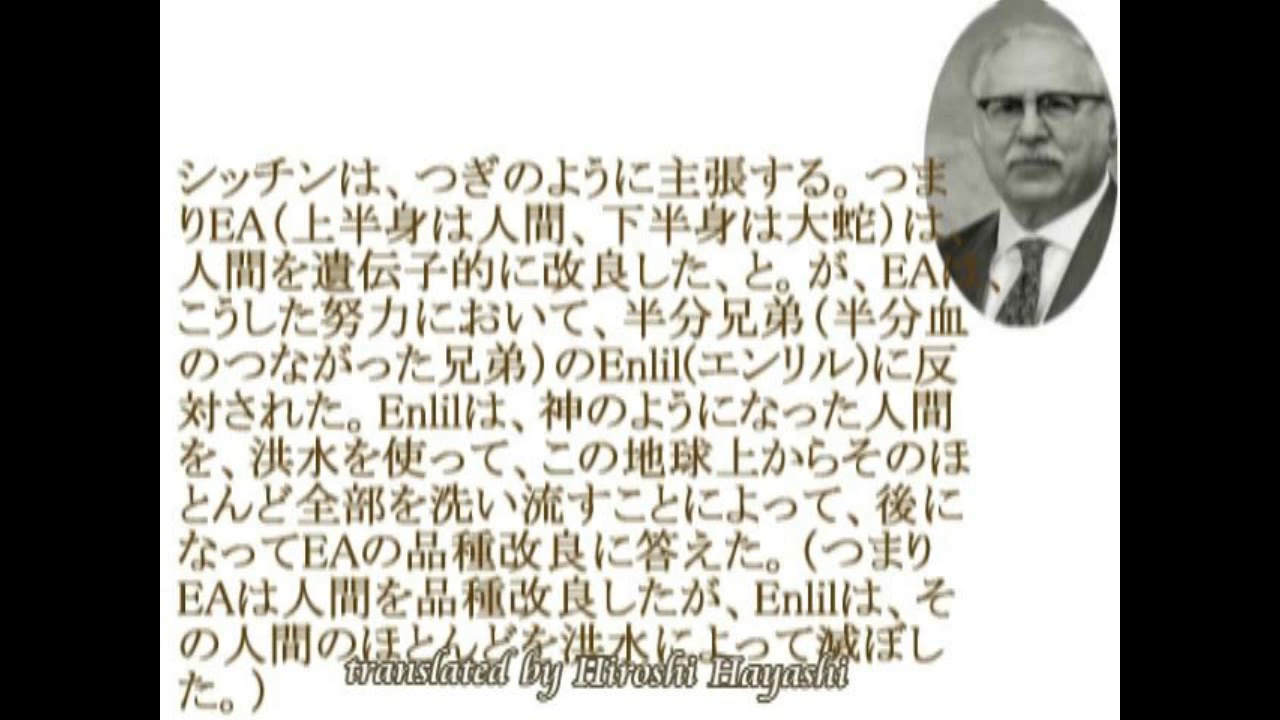 シッチンは、つぎのように主張する。つま
りEA(上半身は人間、下半身は大蛇)は、
人間を遺伝子的に改良した、と。が、EAは、
こうした努力において、半分兄弟(半分血
のつながった兄弟)のEnlil(エンリル)に反
対された。Enlilは、神のようになった人間
を、洪水を使って、この地球上からそのほ
とんど全部を洗い流すことによって、後に
なってEAの品種改良に答えた。(つまり
EAは人間を品種改良したが、Enlilは、そ
の人間のほとんどを洪水によって滅ぼし
た。)
translated by Hiroshi Hayashi